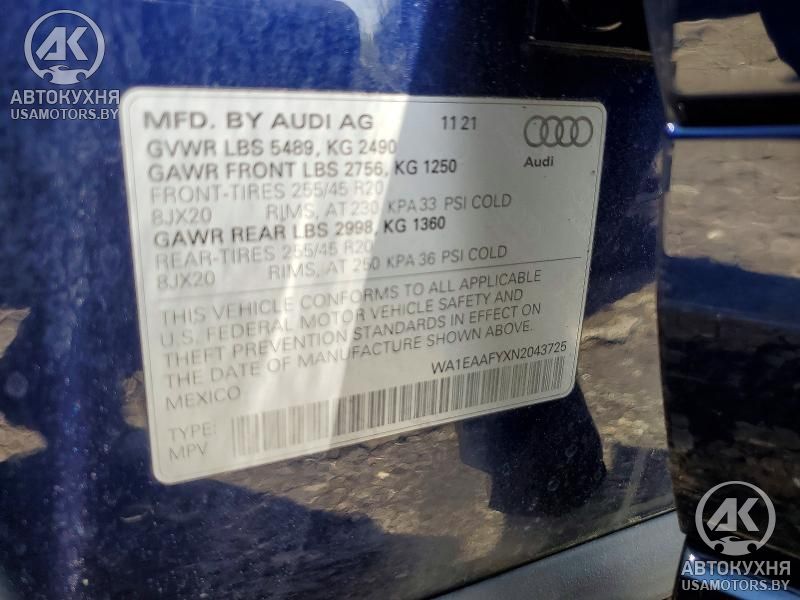 AK
АВТОКУХНЯ
USAMOTORS.BY
MFD. BY AUDI AG 11 21
GVWR LBS 5489, KG 2490
GAWR FRONT LBS 2756, KG 1250
FRONT-TIRES 255/45 R20
8JX20 RIMS, AT 230 KPA 33 PSI COLD
GAWR REAR LBS 2998, KG 1360
REAR-TIRES 255/45 R20
8JX20 RIMS, AT 250 KPA 36 PSI COLD
Audi
THIS VEHICLE CONFORMS TO ALL APPLICABLE
U.S. FEDERAL MOTOR VEHICLE SAFETY AND
THEFT PREVENTION STANDARDS IN EFFECT ON
THE DATE OF MANUFACTURE SHOWN ABOVE.
MEXICO WA1EAAFYXN2043725
TYPE:
MPV
AK
АВТОКУХНЯ
USAMOTORS.BY